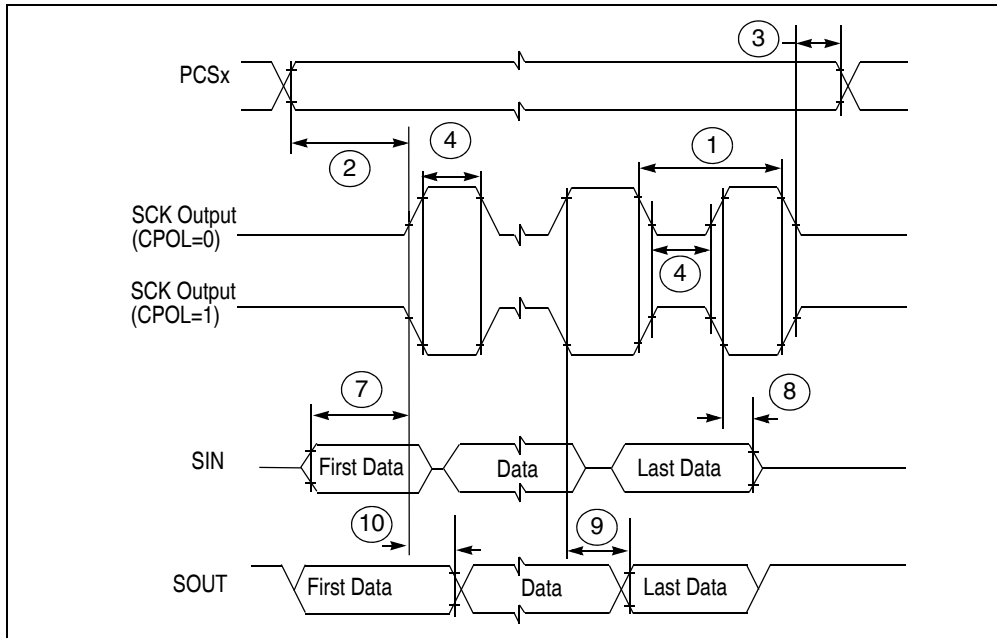 3
PCSx
2
4
1
SCK Output
(CPOL=0)
4
SCK Output
(CPOL=1)
7
8
SIN
First Data
Data
Last Data
10
9
SOUT
First Data
Data
Last Data